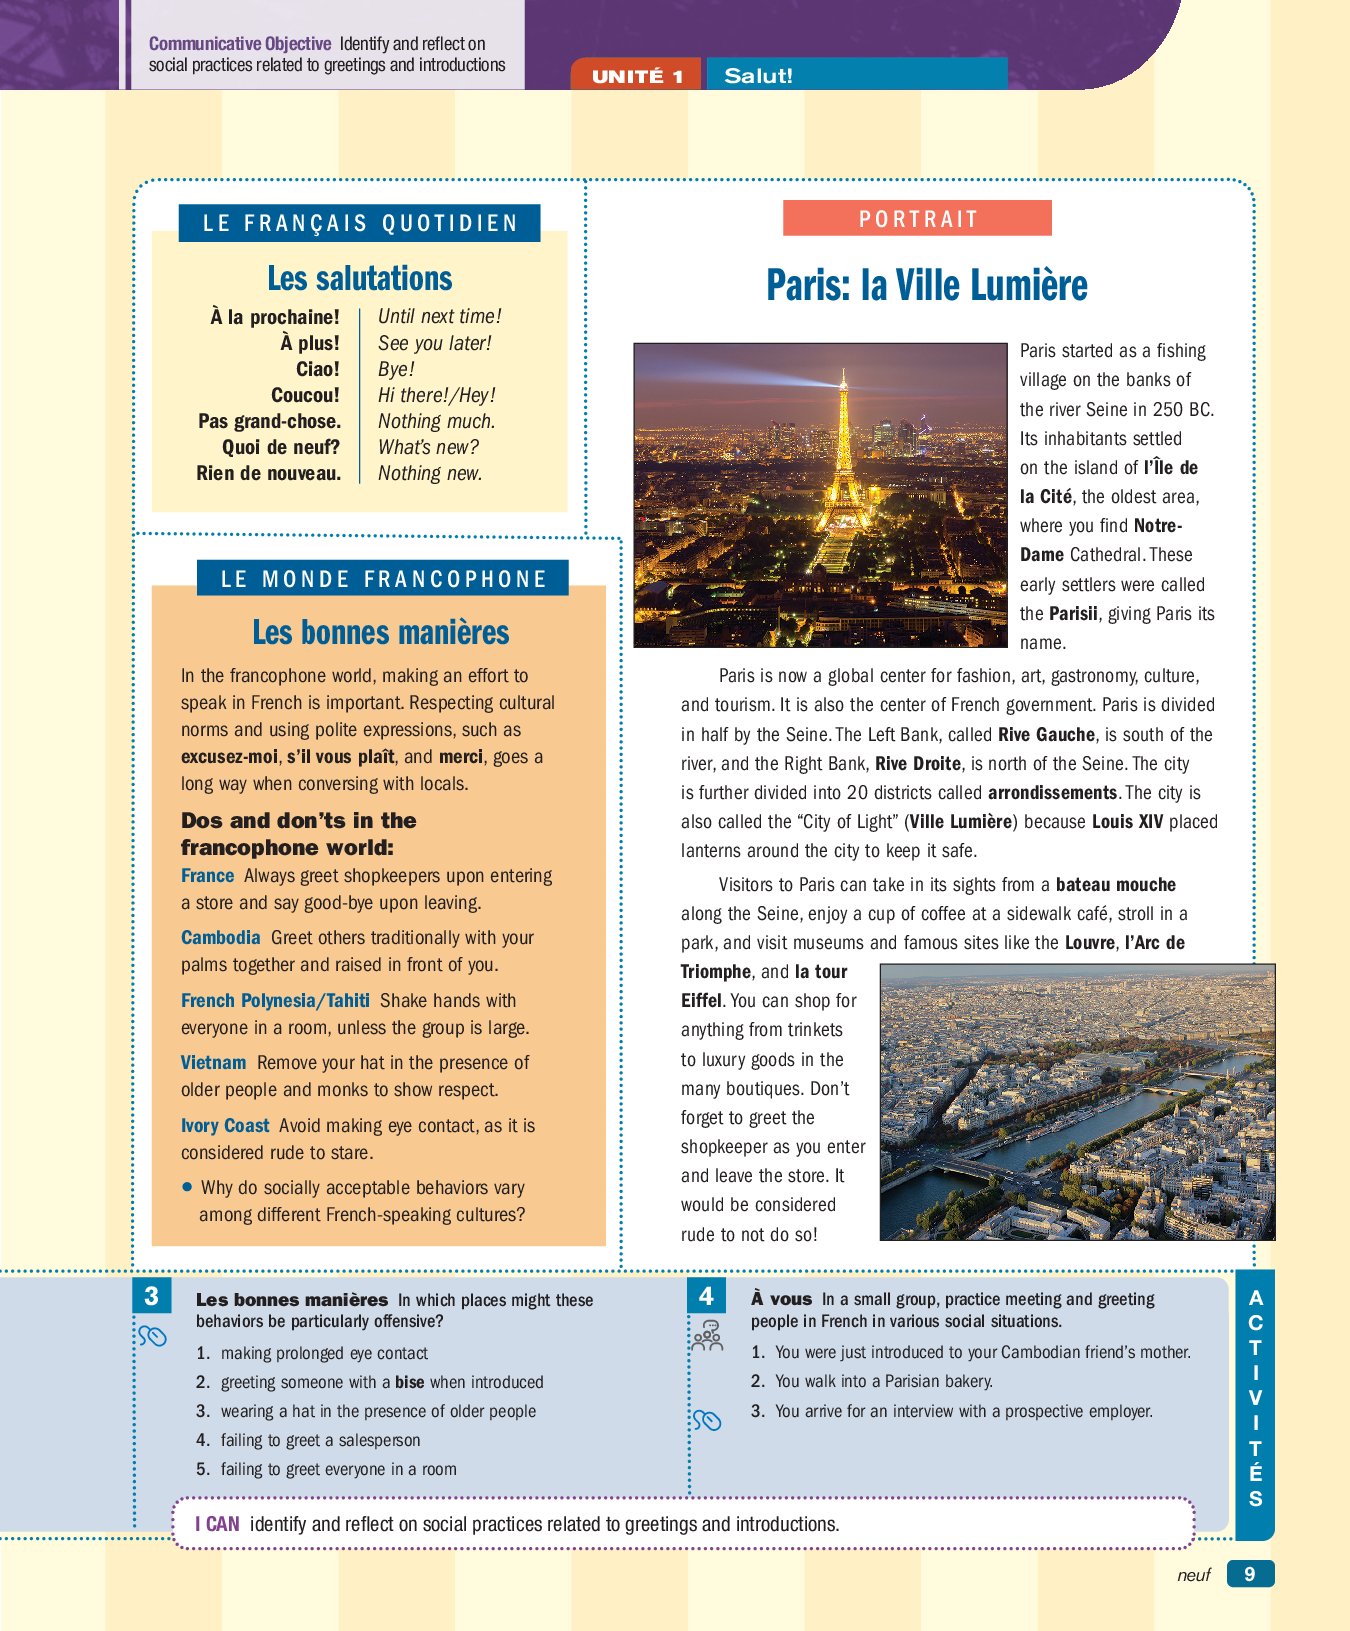 Communicative Objective Identify and reflect on
social practices related to greetings and introductions
UNITÉ 1
Salut!
LE FRANÇAIS QUOTIDIEN
Les salutations
À la prochaine! Until next time!
À plus! See you later!
Ciao! Bye!
Coucou! Hi there!/Hey!
Pas grand-chose. Nothing much.
Quoi de neuf? What's new?
Rien de nouveau. Nothing new.
LE MONDE FRANCOPHONE
Les bonnes manières
In the francophone world, making an effort to
speak in French is important. Respecting cultural
norms and using polite expressions, such as
excusez-moi, s'il vous plaît, and merci, goes a
long way when conversing with locals.
Dos and don'ts in the
francophone world:
France Always greet shopkeepers upon entering
a store and say good-bye upon leaving.
Cambodia Greet others traditionally with your
palms together and raised in front of you.
French Polynesia/Tahiti Shake hands with
everyone in a room, unless the group is large.
Vietnam Remove your hat in the presence of
older people and monks to show respect.
Ivory Coast Avoid making eye contact, as it is
considered rude to stare.
• Why do socially acceptable behaviors vary
among different French-speaking cultures?
PORTRAIT
Paris: la Ville Lumière
Paris started as a fishing
village on the banks of
the river Seine in 250 BC.
Its inhabitants settled
on the island of l'Île de
la Cité, the oldest area,
where you find Notre-
Dame Cathedral. These
early settlers were called
the Parisii, giving Paris its
name.
Paris is now a global center for fashion, art, gastronomy, culture,
and tourism. It is also the center of French government. Paris is divided
in half by the Seine. The Left Bank, called Rive Gauche, is south of the
river, and the Right Bank, Rive Droite, is north of the Seine. The city
is further divided into 20 districts called arrondissements. The city is
also called the “City of Light” (Ville Lumière) because Louis XIV placed
lanterns around the city to keep it safe.
Visitors to Paris can take in its sights from a bateau mouche
along the Seine, enjoy a cup of coffee at a sidewalk café, stroll in a
park, and visit museums and famous sites like the Louvre, l'Arc de
Triomphe, and la tour
Eiffel. You can shop for
anything from trinkets
to luxury goods in the
many boutiques. Don't
forget to greet the
shopkeeper as you enter
and leave the store. It
would be considered
rude to not do so!
3
Les bonnes manières In which places might these
behaviors be particularly offensive?
1. making prolonged eye contact
2. greeting someone with a bise when introduced
3. wearing a hat in the presence of older people
4. failing to greet a salesperson
5. failing to greet everyone in a room
4
À vous In a small group, practice meeting and greeting
people in French in various social situations.
1. You were just introduced to your Cambodian friend's mother.
2. You walk into a Parisian bakery.
3. You arrive for an interview with a prospective employer.
ACTIVITÉS
I CAN identify and reflect on social practices related to greetings and introductions.
neuf 9